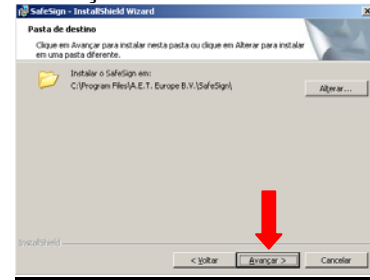 SafeSign - InstallShield Wizard
Pasta de destino
Clique em Avançar para instalar nesta pasta ou clique em Alterar para instalar
em uma pasta diferente.
Instalar o SafeSign em:
C:\Program Files\A.E.T. Europe B.V.\SafeSign\
Alterar...
InstallShield
< Voltar
Avançar >
Cancelar